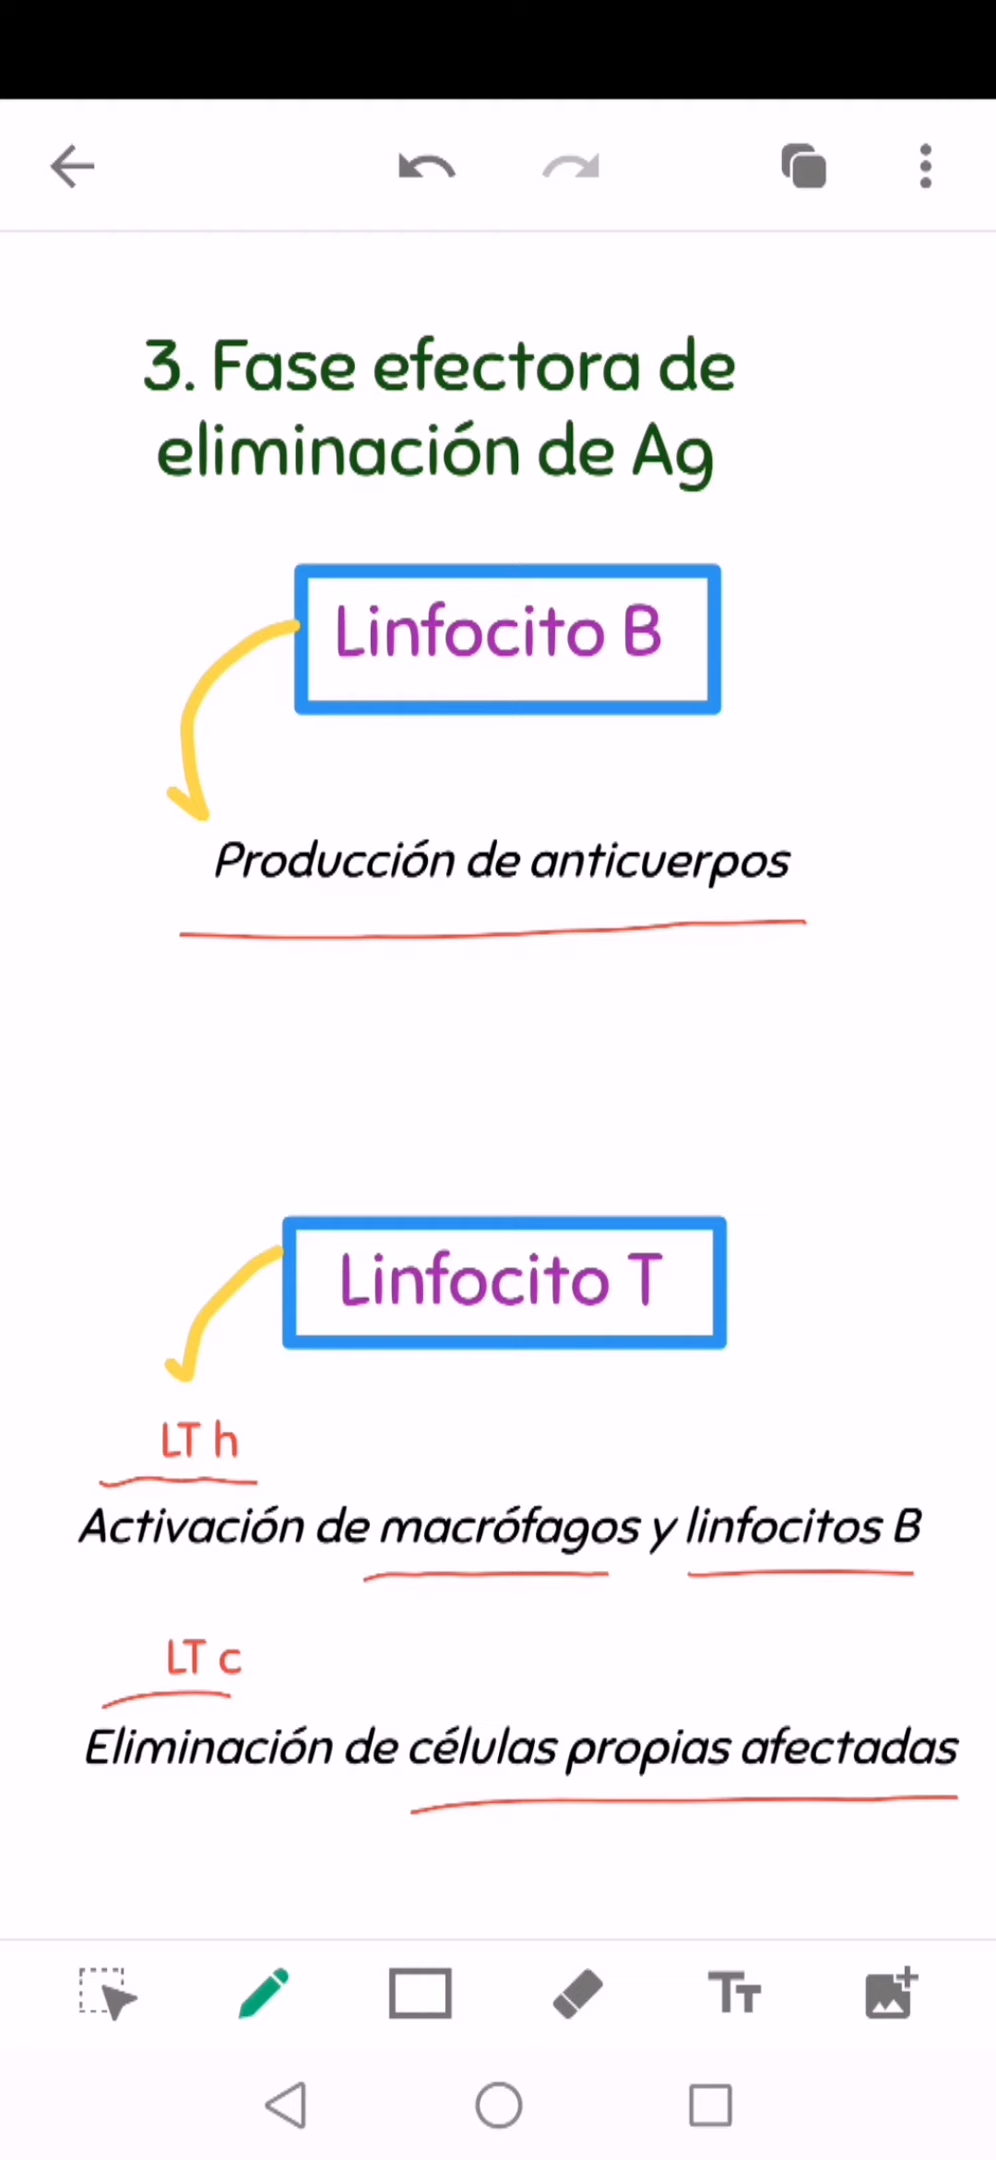 3. Fase efectora de
eliminación de Ag
Linfocito B
Producción de anticuerpos
Linfocito T
LT h
Activación de macrófagos y linfocitos B
LT c
Eliminación de células propias afectadas
TT